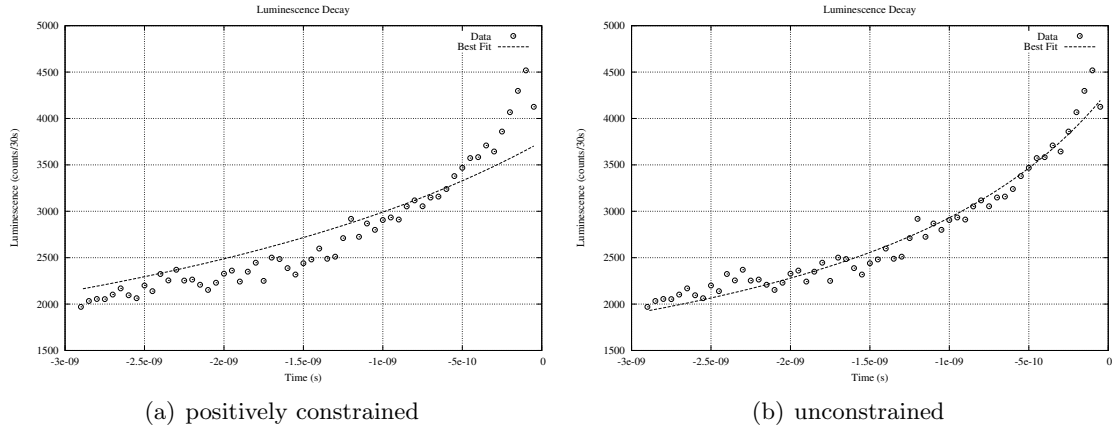 Luminescence Decay
5000
4500
4000
3500
3000
2500
2000
1500
Luminescence (counts/30s)
Data
Best Fit
-3e-09 -2.5e-09 -2e-09 -1.5e-09 -1e-09 -5e-10 0
Time (s)
(a) positively constrained
Luminescence Decay
5000
4500
4000
3500
3000
2500
2000
1500
Luminescence (counts/30s)
Data
Best Fit
-3e-09 -2.5e-09 -2e-09 -1.5e-09 -1e-09 -5e-10 0
Time (s)
(b) unconstrained